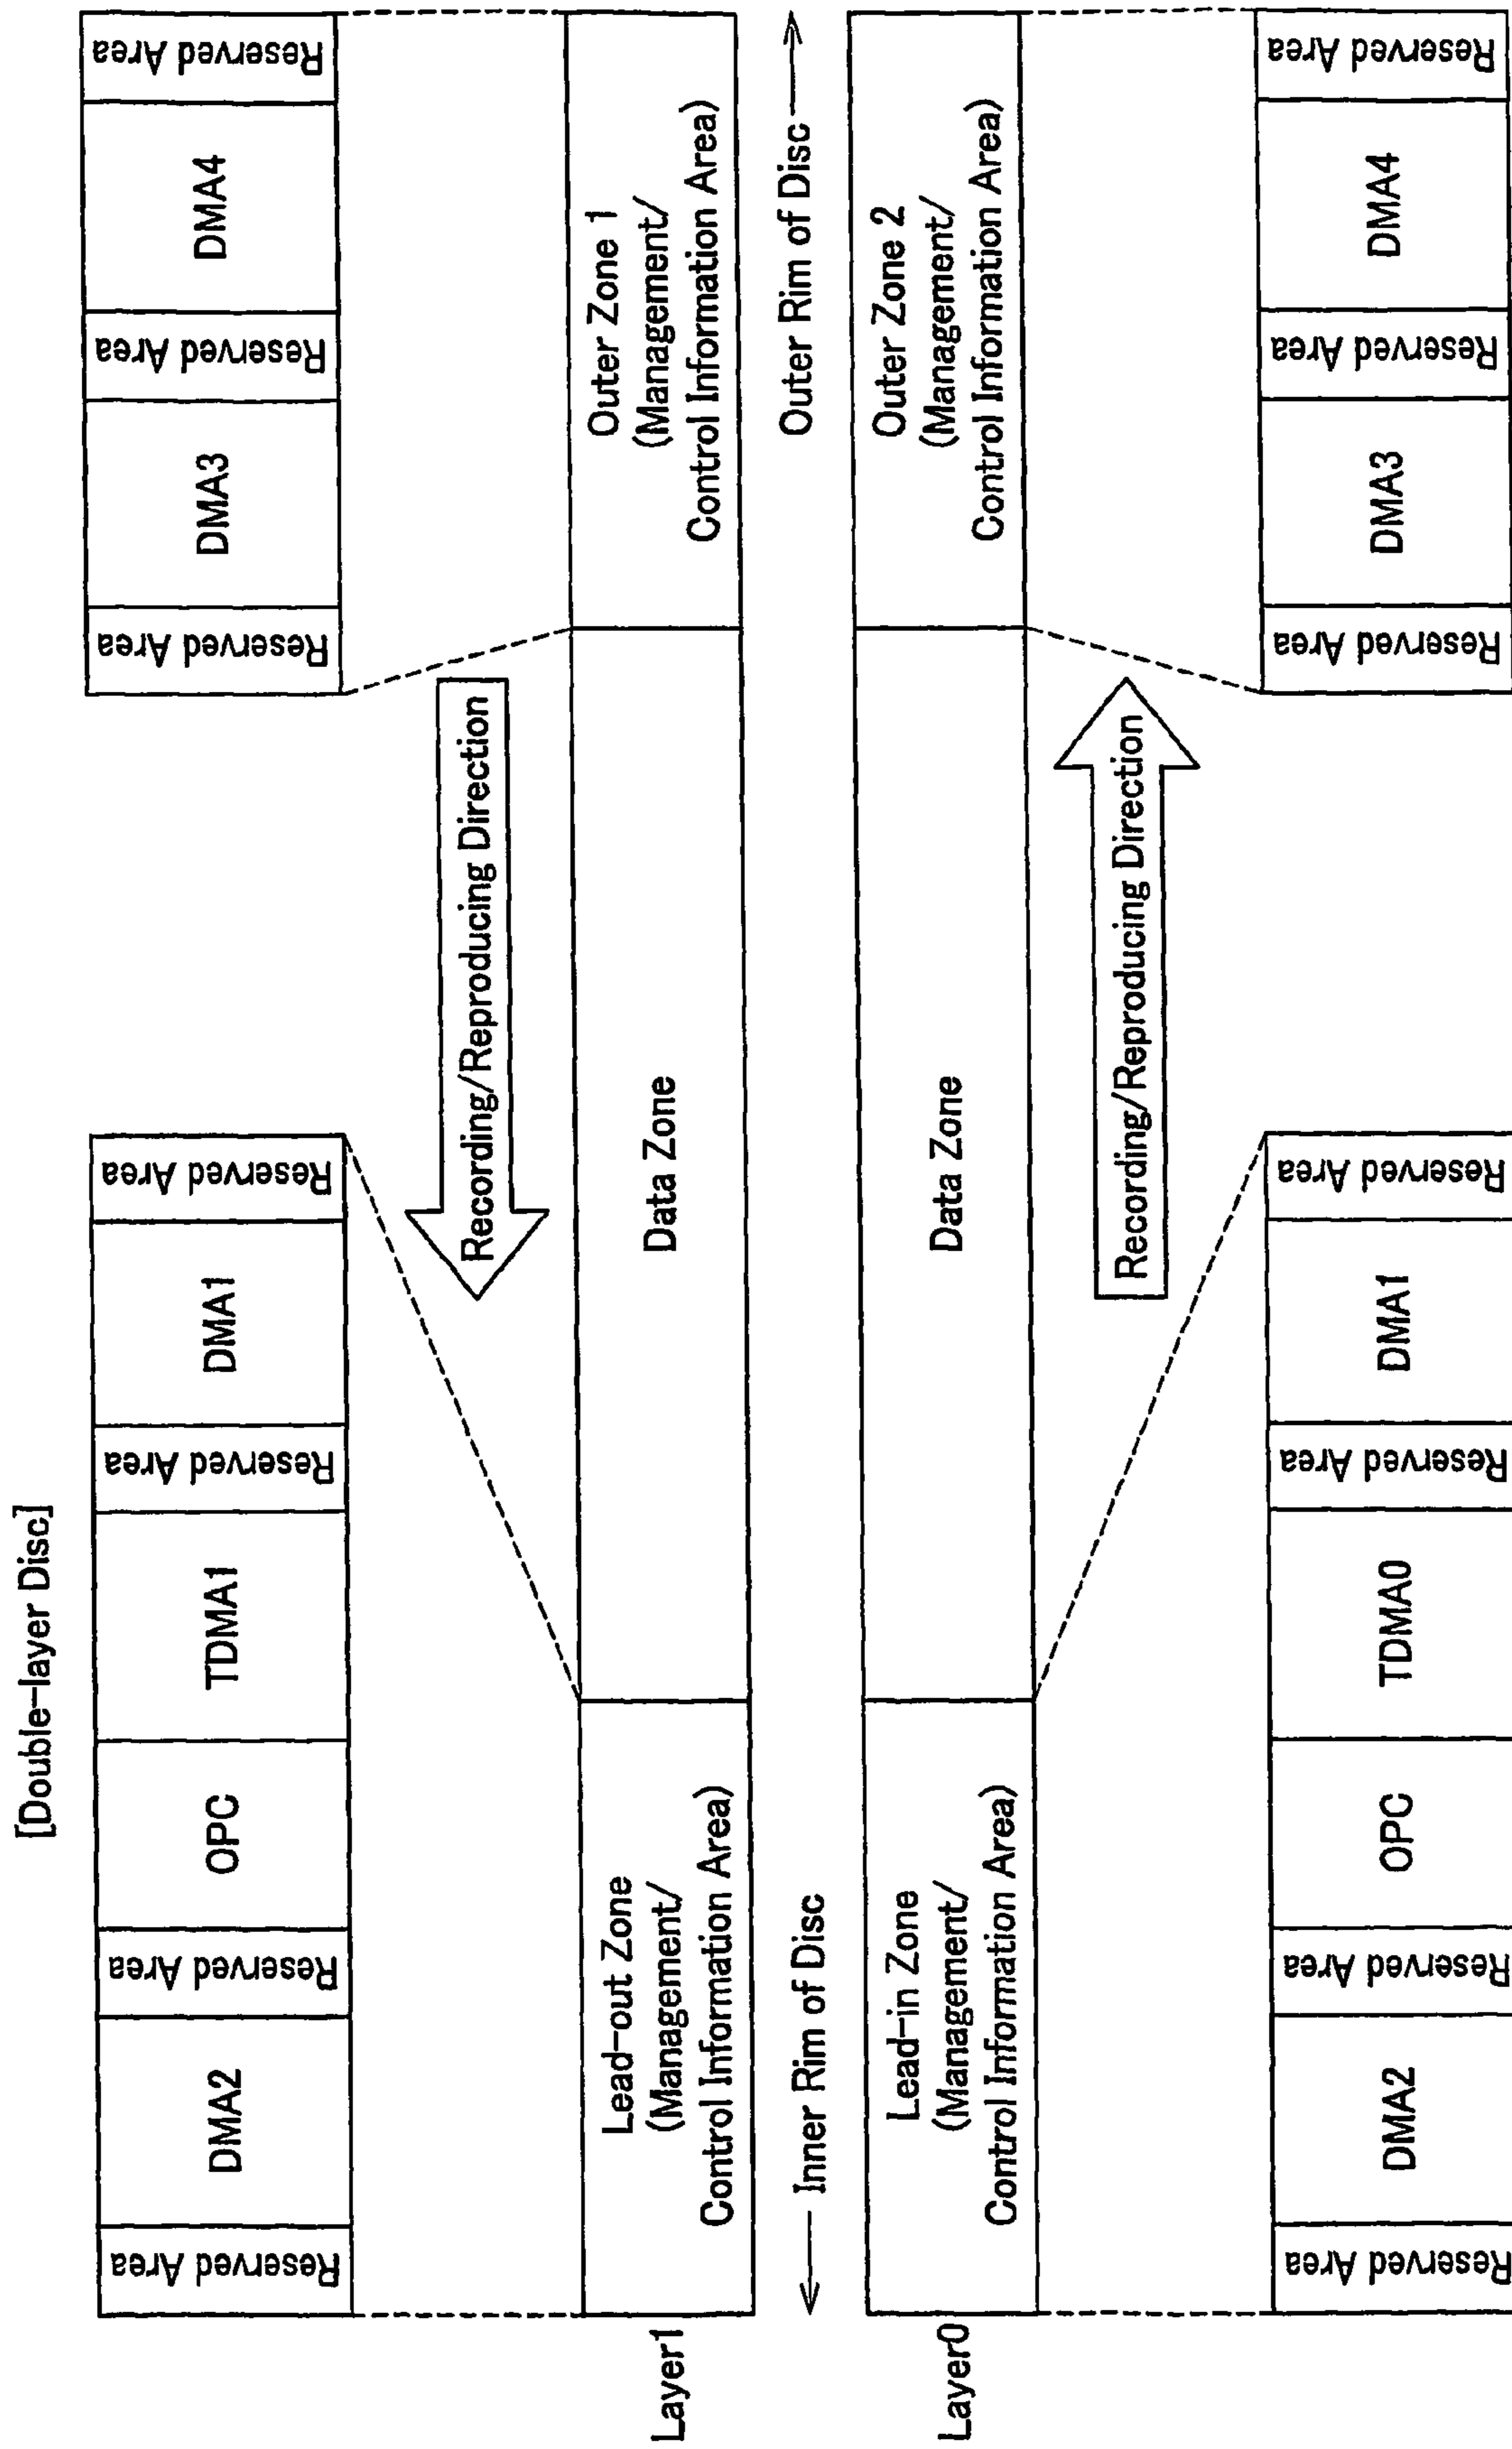 [Double-layer Disc]
Reserved Area
DMA2
Reserved Area
OPC
TDMA1
Reserved Area
DMA1
Reserved Area
Reserved Area
DMA3
Reserved Area
DMA4
Reserved Area
Recording/Reproducing Direction
Layer1
Lead-out Zone
(Management/
Control Information Area)
Data Zone
Outer Zone 1
(Management/
Control Information Area)
Inner Rim of Disc
Outer Rim of Disc
Layer0
Lead-in Zone
(Management/
Control Information Area)
Data Zone
Outer Zone 2
(Management/
Control Information Area)
Recording/Reproducing Direction
Reserved Area
DMA2
Reserved Area
OPC
TDMA0
Reserved Area
DMA1
Reserved Area
Reserved Area
DMA3
Reserved Area
DMA4
Reserved Area